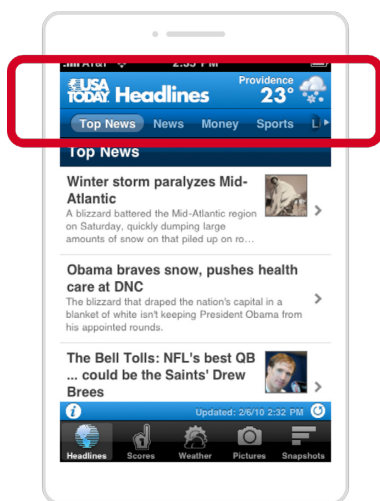 2:33 PM
USA TODAY Headlines
Providence
23°
Top News News Money Sports
Top News
Winter storm paralyzes Mid-
Atlantic
A blizzard battered the Mid-Atlantic region
on Saturday, quickly dumping large
amounts of snow on that piled up on ro...
Obama braves snow, pushes health
care at DNC
The blizzard that draped the nation's capital in a
blanket of white isn't keeping President Obama from
his appointed rounds.
The Bell Tolls: NFL's best QB
... could be the Saints' Drew
Brees
Updated: 2/6/10 2:32 PM
Headlines Scores Weather Pictures Snapshots